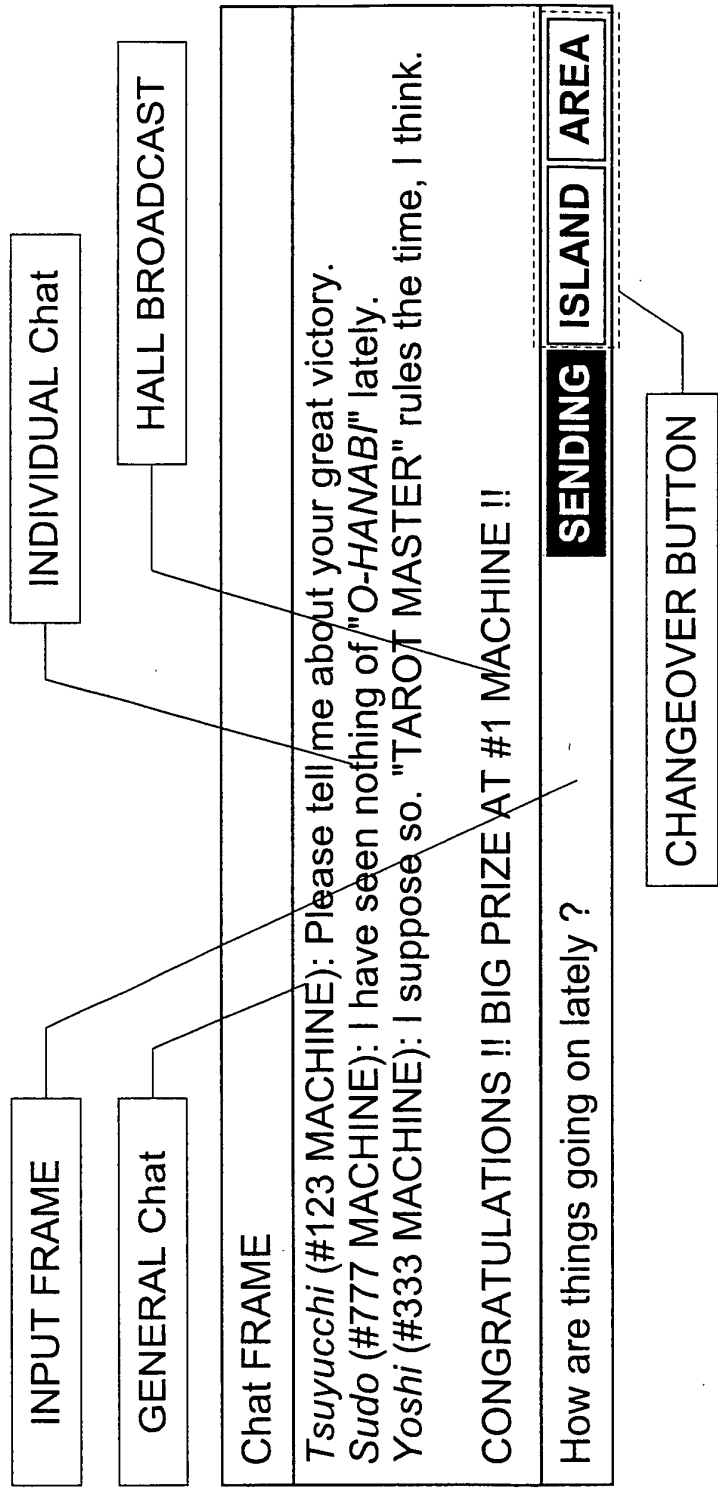 INPUT FRAME
INDIVIDUAL Chat
GENERAL Chat
HALL BROADCAST
Chat FRAME
Tsuyucchi (#123 MACHINE): Please tell me about your great victory.
Sudo (#777 MACHINE): I have seen nothing of "O-HANABI" lately.
Yoshi (#333 MACHINE): I suppose so. "TAROT MASTER" rules the time, I think.
CONGRATULATIONS !! BIG PRIZE AT #1 MACHINE !!
How are things going on lately ? SENDING ISLAND AREA
CHANGEOVER BUTTON